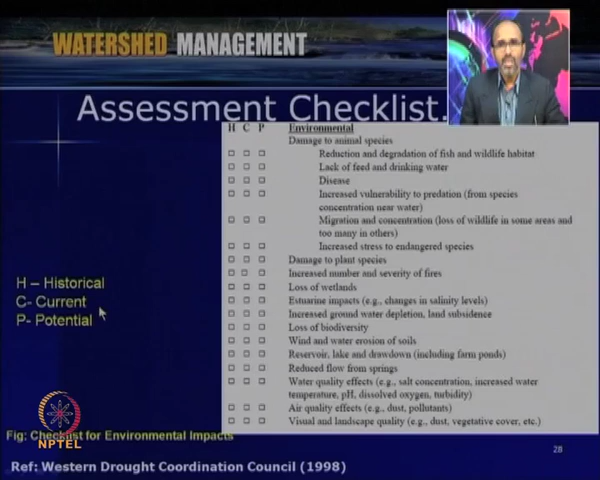 WATERSHED MANAGEMENT
Assessment Checklist.
H C P Environmental
Damage to animal species
Reduction and degradation of fish and wildlife habitat
Lack of feed and drinking water
Disease
Increased vulnerability to predation (from species
concentration near water)
Migration and concentration (loss of wildlife in some areas and
too many in others)
Increased stress to endangered species
Damage to plant species
Increased number and severity of fires
Loss of wetlands
Estuarine impacts (e.g., changes in salinity levels)
Increased ground water depletion, land subsidence
Loss of biodiversity
Wind and water erosion of soils
Reservoir, lake and drawdown (including farm ponds)
Reduced flow from springs
Water quality effects (e.g., salt concentration, increased water
temperature, pH, dissolved oxygen, turbidity)
Air quality effects (e.g., dust, pollutants)
Visual and landscape quality (e.g., dust, vegetative cover, etc.)
H – Historical
C- Current
P- Potential
Fig: Checklist for Environmental Impacts
NPTEL
28
Ref: Western Drought Coordination Council (1998)